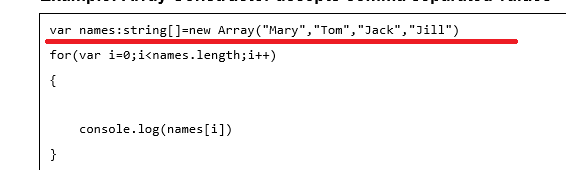 Example: Array Constructor accepts comma separated values
var names:string[]=new Array("Mary","Tom","Jack","Jill")
for(var i=0;i<names.length;i++)
{
console.log(names[i])
}